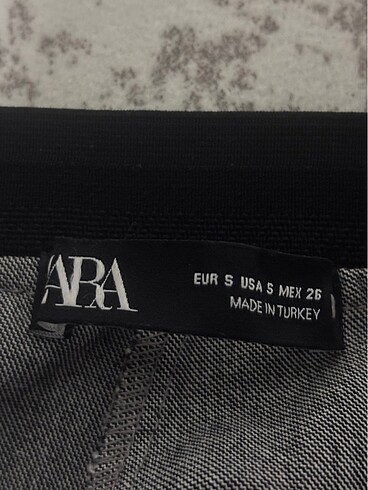 ZARA
EUR S USA S MEX 26
MADE IN TURKEY